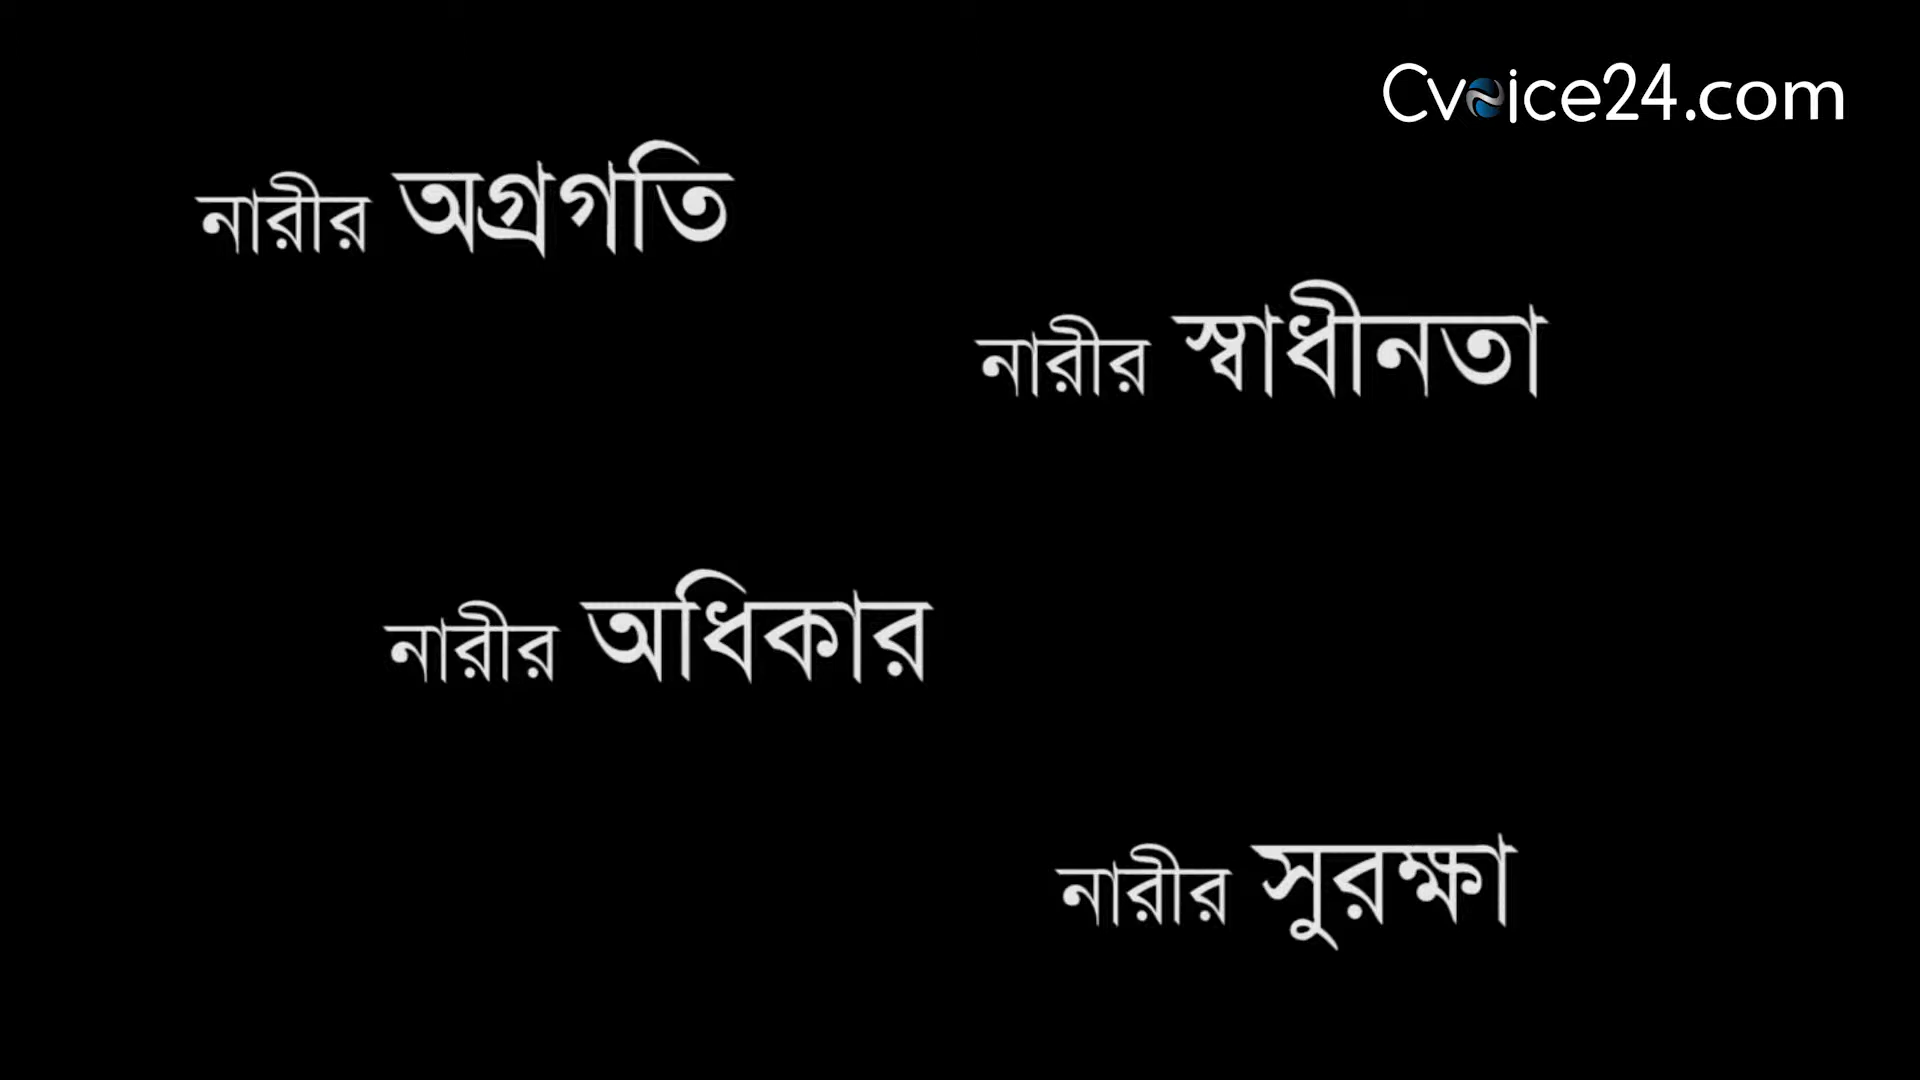 Cvoice24.com
নারীর অগ্রগতি
নারীর স্বাধীনতা
নারীর অধিকার
নারীর সুরক্ষা